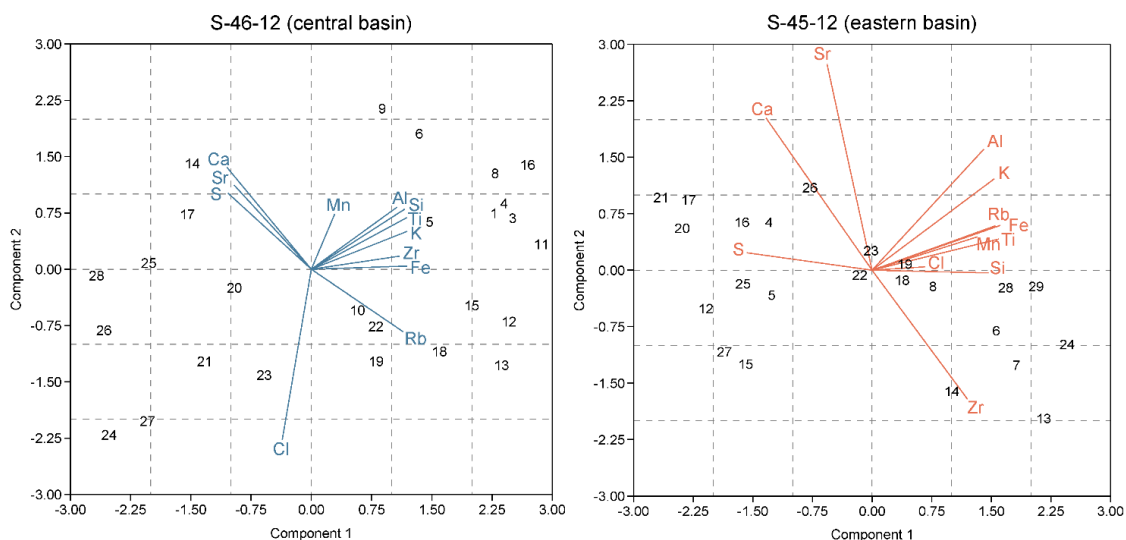 S-46-12 (central basin)
3.00
2.25
1.50
0.75
0.00
-0.75
-1.50
-2.25
-3.00
Component 2
9
6
14
8
16
Ca
Sr
S
17
Mn
Al
Si
Ti
K
5
4
1
3
11
Zr
Fe
25
28
20
10
15
22
7
26
Rb
18
21
19
13
23
27
24
Cl
-3.00 -2.25 -1.50 -0.75 0.00 0.75 1.50 2.25 3.00
Component 1
S-45-12 (eastern basin)
3.00
2.25
1.50
0.75
0.00
-0.75
-1.50
-2.25
-3.00
Component 2
Sr
Ca
Al
K
26
21
17
20
16
4
Rb
Fe
Ti
Mn
S
23
19
Cl
Si
22
18
8
28
29
25
5
12
6
27
15
24
7
14
Zr
13
-3.00 -2.25 -1.50 -0.75 0.00 0.75 1.50 2.25 3.00
Component 1